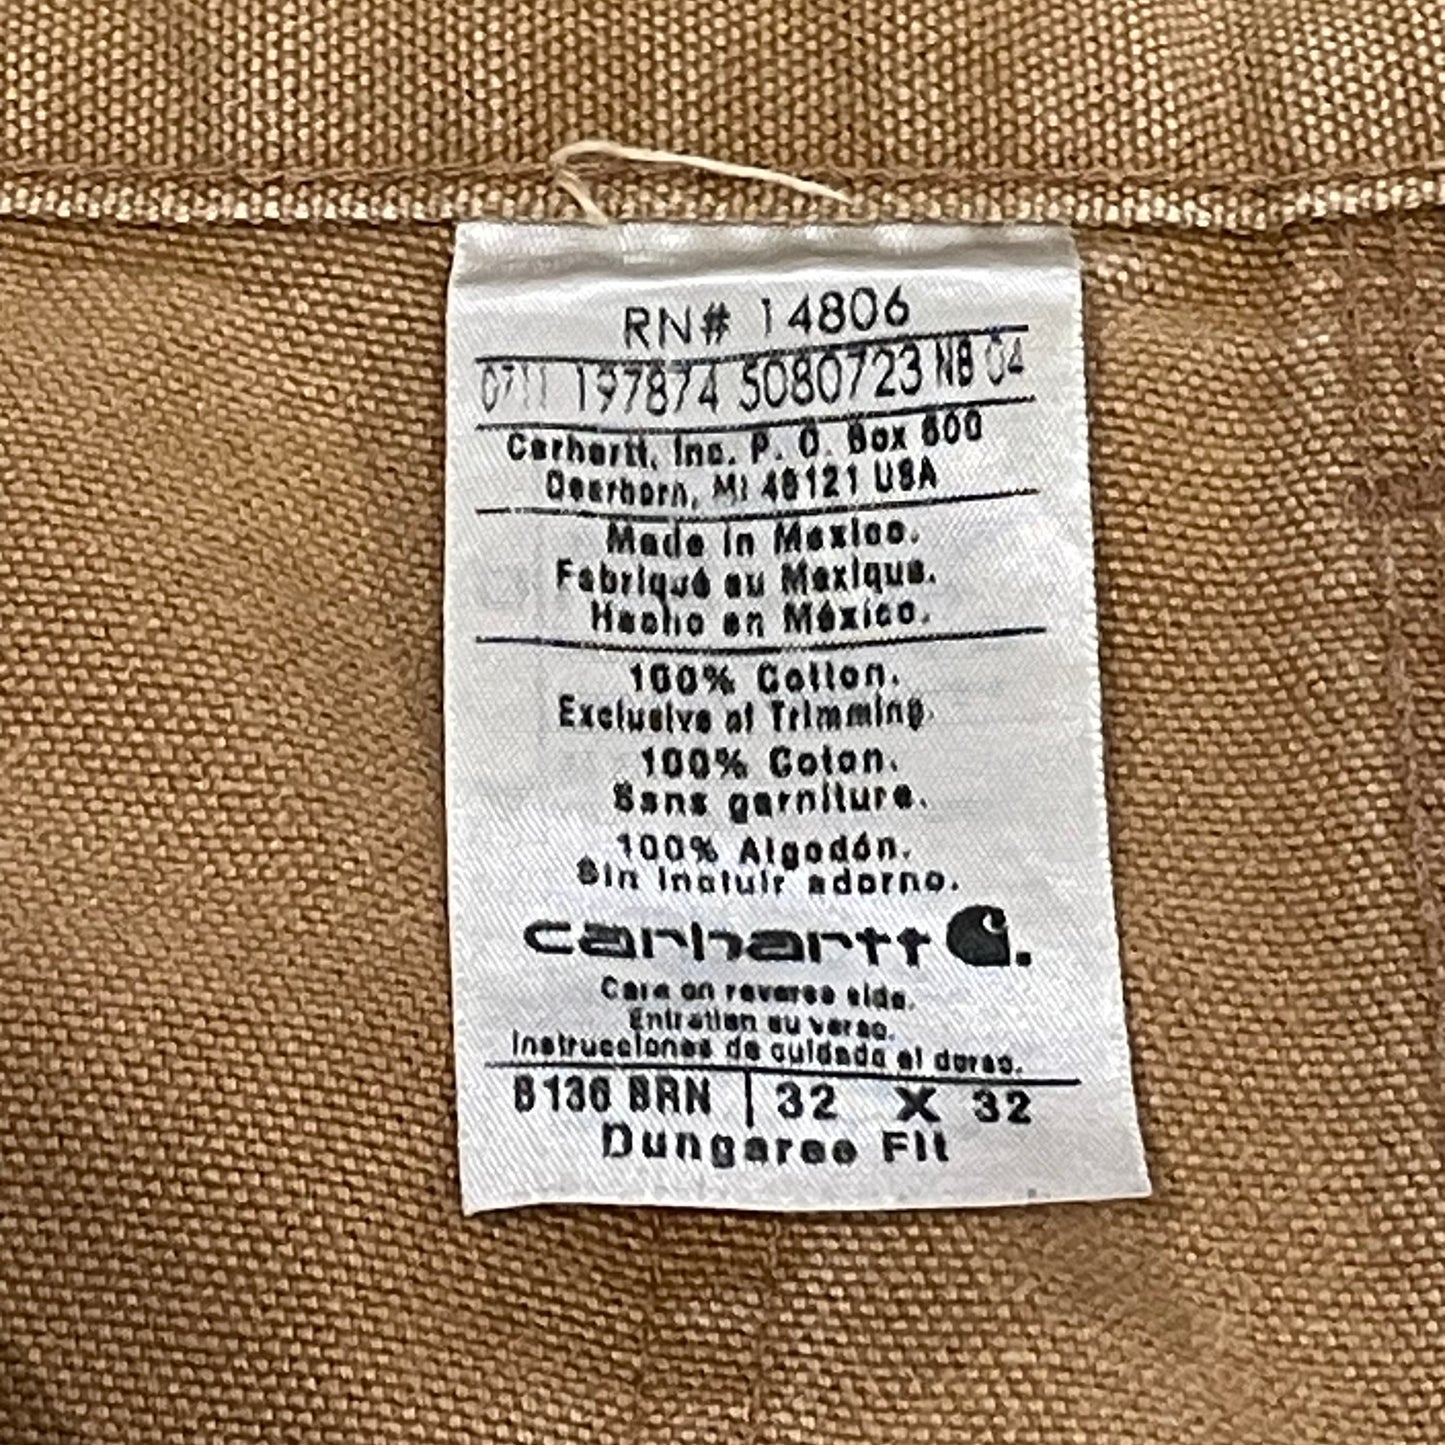 RN# 14806
0711 197874 5080723 NB 04
Carhartt, Inc. P. O. Box 600
Dearborn, MI 48121 USA
Made in Mexico.
Fabriqué au Mexique.
Hecho en México.
100% Cotton.
Exclusive of Trimming.
100% Coton.
Sans garniture.
100% Algodón.
Sin incluir adorno.
carhartt
Care on reverse side.
Entratien au verso.
Instrucciones de cuidado al dorso.
B136 BRN | 32 X 32
Dungaree Fit